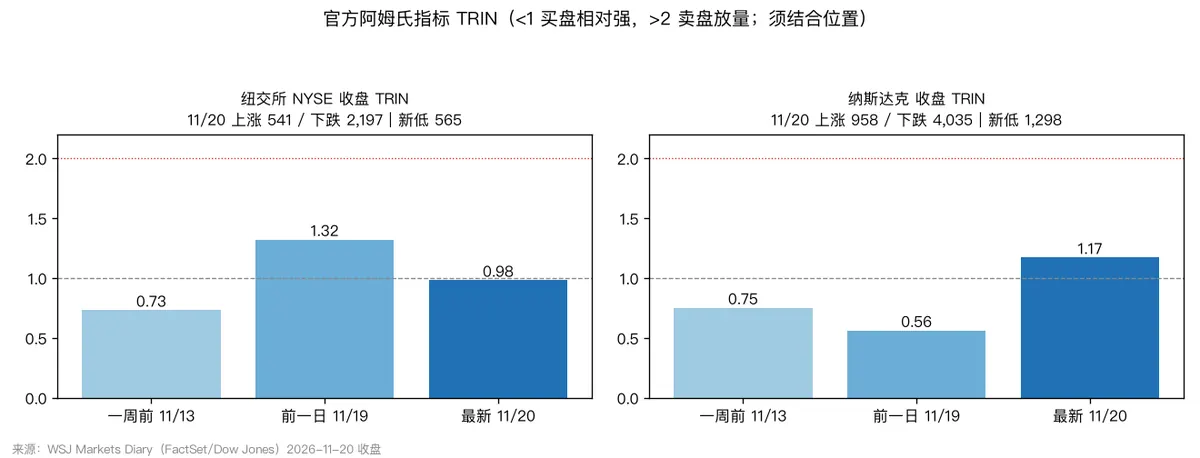 官方阿姆氏指标 TRIN（<1 买盘相对强，>2 卖盘放量；须结合位置）
纽交所 NYSE 收盘 TRIN
11/20 上涨 541 / 下跌 2,197 | 新低 565
2.0
1.5
1.0
0.5
0.0
0.73
1.32
0.98
一周前 11/13
前一日 11/19
最新 11/20
纳斯达克 收盘 TRIN
11/20 上涨 958 / 下跌 4,035 | 新低 1,298
2.0
1.5
1.0
0.5
0.0
0.75
0.56
1.17
一周前 11/13
前一日 11/19
最新 11/20
来源：WSJ Markets Diary（FactSet/Dow Jones）2026-11-20 收盘